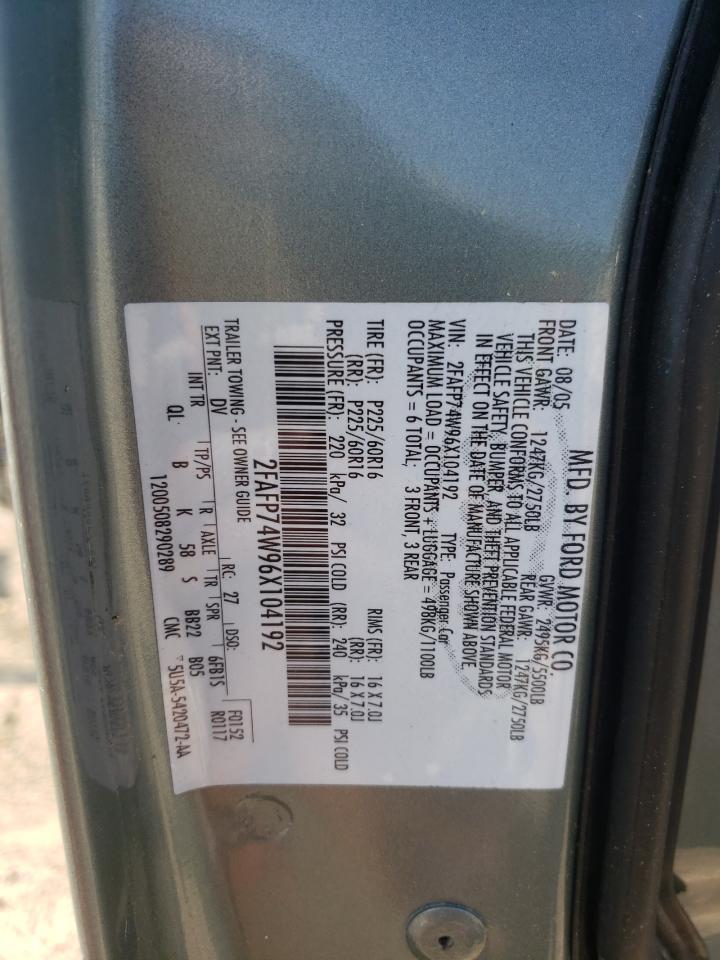 MFD. BY FORD MOTOR CO
DATE: 08/05 GVWR: 2495KG/5500LB
FRONT GAWR: 1247KG/2750LB REAR GAWR: 1247KG/2750LB
THIS VEHICLE CONFORMS TO ALL APPLICABLE FEDERAL MOTOR
VEHICLE SAFETY, BUMPER, AND THEFT PREVENTION STANDARDS
IN EFFECT ON THE DATE OF MANUFACTURE SHOWN ABOVE
VIN: 2FAFP74W96X104192 TYPE: Passenger Car
MAXIMUM LOAD = OCCUPANTS + LUGGAGE = 498KG/1100LB
OCCUPANTS = 6 TOTAL; 3 FRONT, 3 REAR
TIRE (FR): P225/60R16 RIMS (FR): 16 X 7.0J
(RR): P225/60R16 (RR): 16 X 7.0J
PRESSURE (FR): 220 kPa/ 32 PSI COLD (RR): 240 kPa/ 35 PSI COLD
2FAFP74W96X104192
TRAILER TOWING - SEE OWNER GUIDE
F0152
EXT PNT: DV RC: 27 DSO: R0117
INT TR TP/PS R AXLE TR SPR 6FB1S
QL B K 58 S BB22 B05
1200508290289 CMC 5U5A-5420472-AA